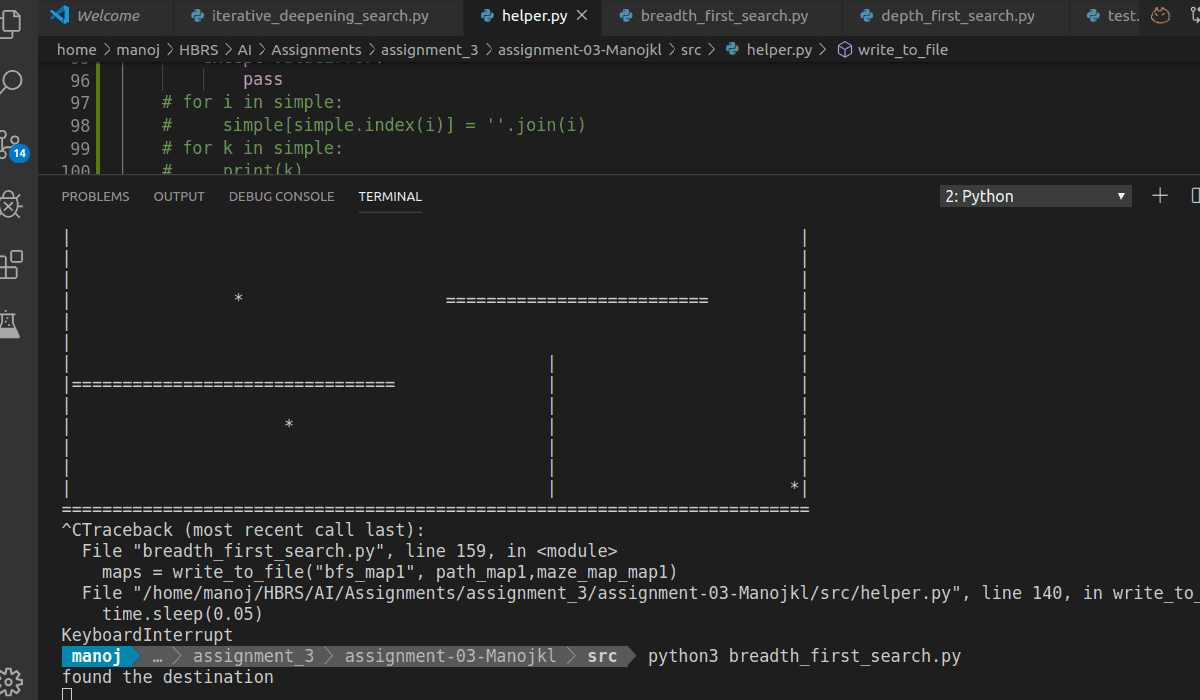 Welcome iterative_deepening_search.py helper.py breadth_first_search.py depth_first_search.py test.
home > manoj > HBRS > AI > Assignments > assignment_3 > assignment-03-Manojkl > src > helper.py > write_to_file
96 pass
97 # for i in simple:
98 #     simple[simple.index(i)] = ''.join(i)
99 # for k in simple:
100 #     print(k)
14
PROBLEMS OUTPUT DEBUG CONSOLE TERMINAL 2: Python
| |
| |
| |
| * ========================== |
| |
| |
| | |
|================================ | |
| | |
| * | |
| | |
| | |
| | *|
==========================================================================
^CTraceback (most recent call last):
  File "breadth_first_search.py", line 159, in <module>
    maps = write_to_file("bfs_map1", path_map1,maze_map_map1)
  File "/home/manoj/HBRS/AI/Assignments/assignment_3/assignment-03-Manojkl/src/helper.py", line 140, in write_to_
    time.sleep(0.05)
KeyboardInterrupt
manoj … assignment_3 assignment-03-Manojkl src python3 breadth_first_search.py
found the destination